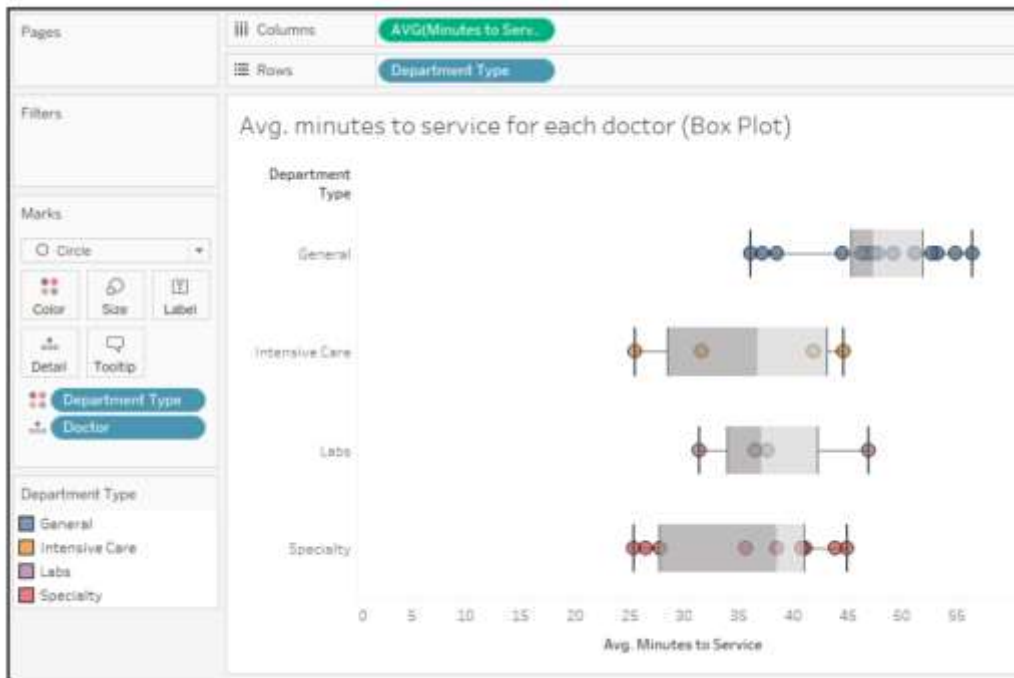 Pages
Columns
AVG(Minutes to Serv..
Rows
Department Type
Filters
Marks
Circle
Color
Size
Label
Detail
Tooltip
Department Type
Doctor
Department Type
General
Intensive Care
Labs
Specialty
Avg. minutes to service for each doctor (Box Plot)
Department
Type
General
Intensive Care
Labs
Specialty
0 5 10 15 20 25 30 35 40 45 50 55
Avg. Minutes to Service